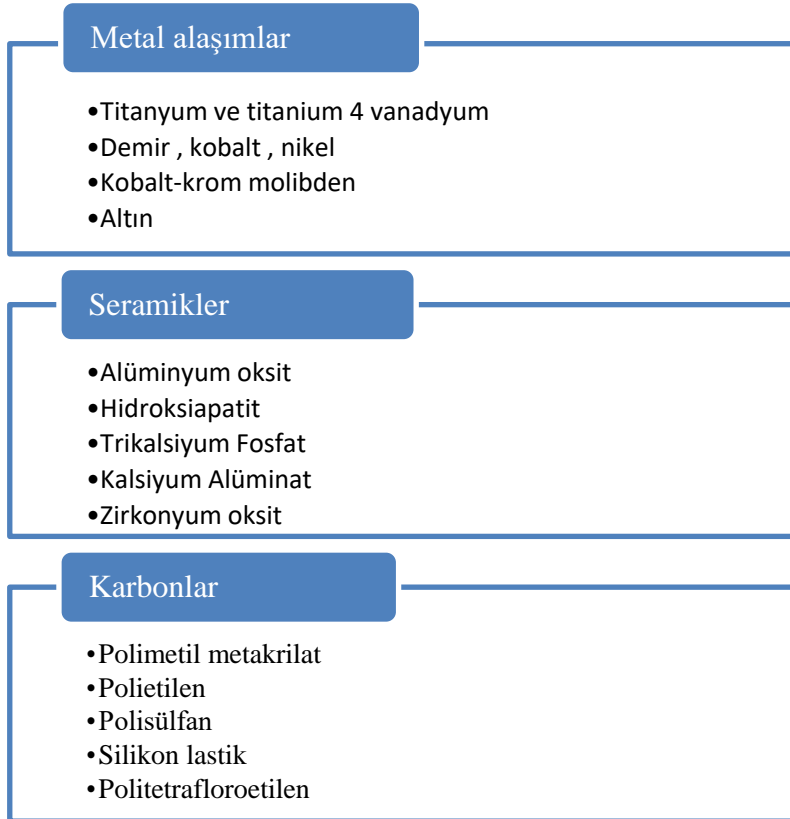 Metal alaşımlar
•Titanyum ve titanium 4 vanadyum
•Demir , kobalt , nikel
•Kobalt-krom molibden
•Altın
Seramikler
•Alüminyum oksit
•Hidroksiapatit
•Trikalsiyum Fosfat
•Kalsiyum Alüminat
•Zirkonyum oksit
Karbonlar
•Polimetil metakrilat
•Polietilen
•Polisülfan
•Silikon lastik
•Politetrafloroetilen